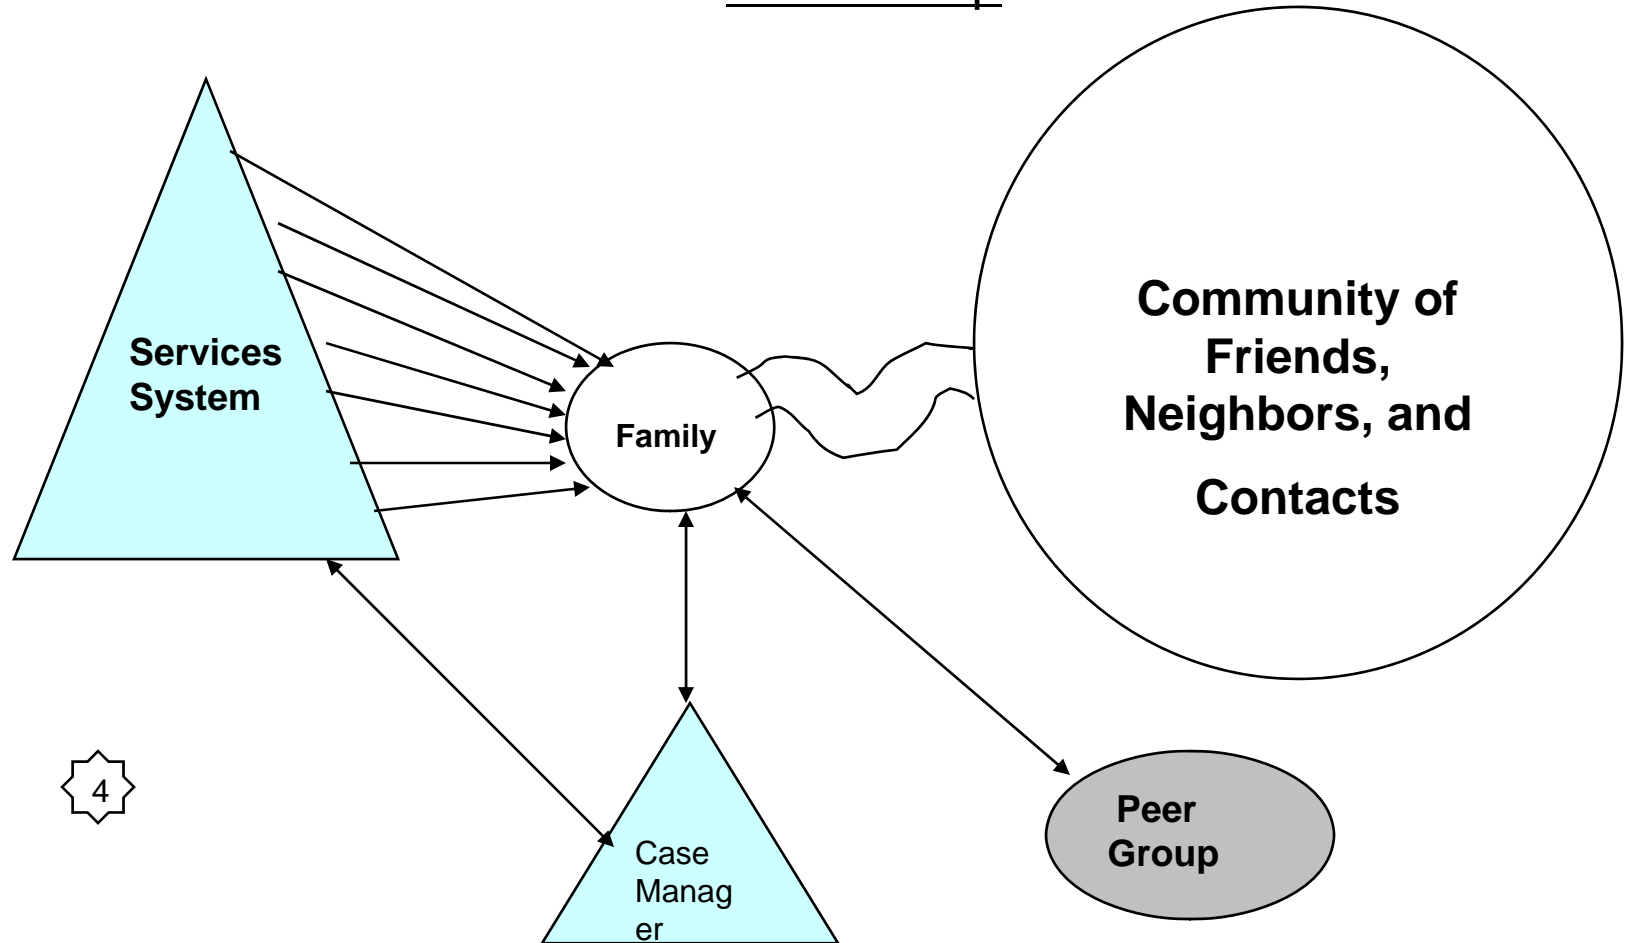 Services
System
Family
Community of
Friends,
Neighbors, and
Contacts
4
Case
Manag
er
Peer
Group